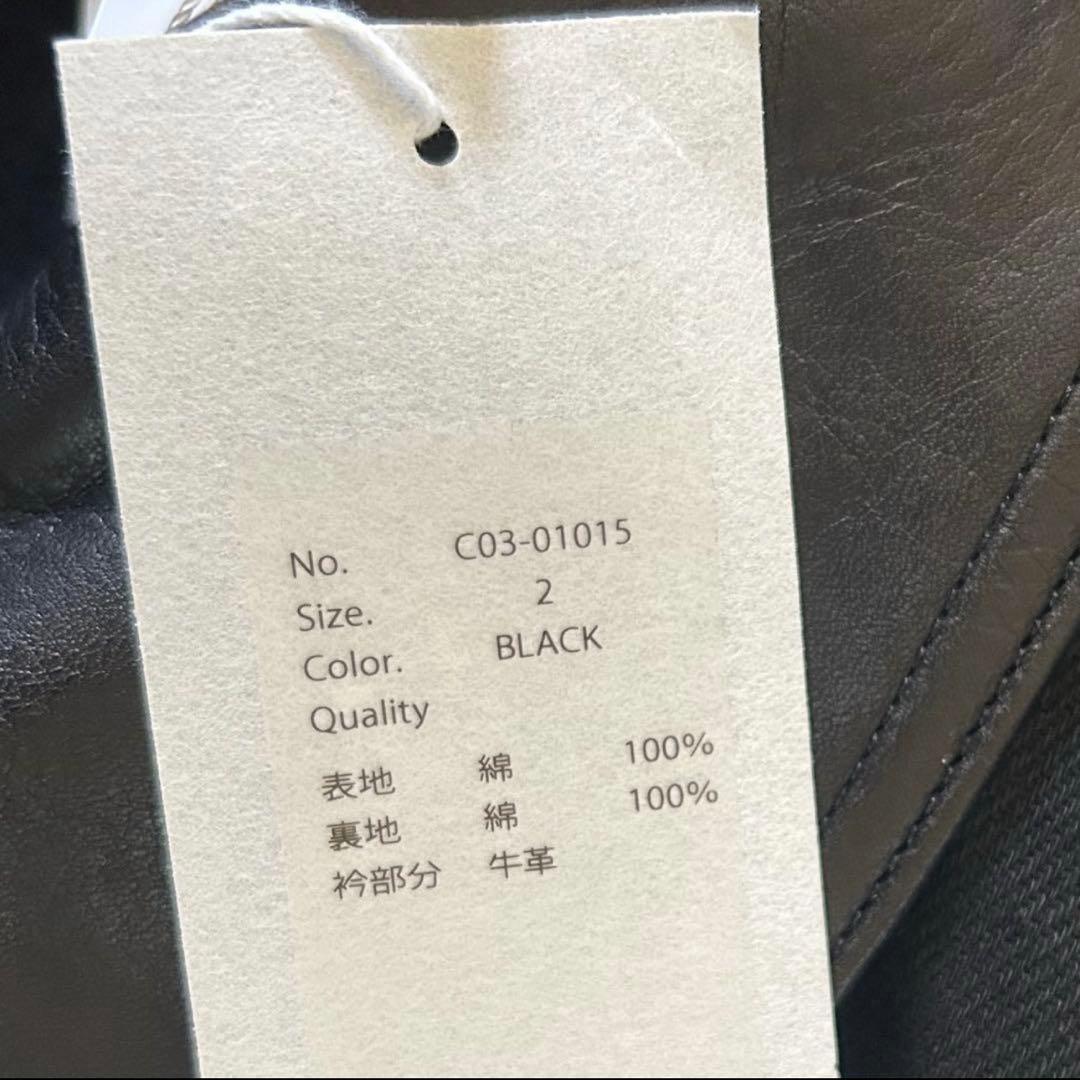 No. C03-01015
Size. 2
Color. BLACK
Quality
表地 綿 100%
裏地 綿 100%
衿部分 牛革